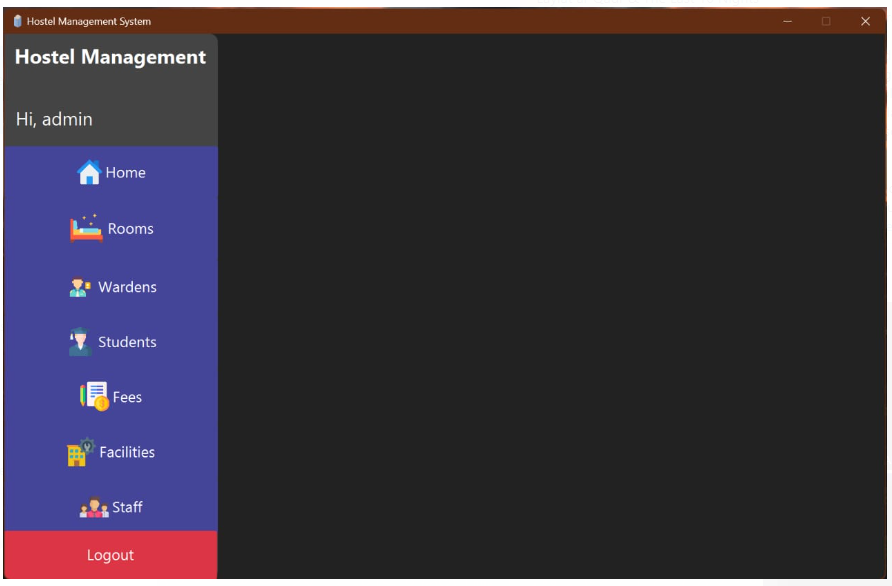 Hostel Management System
Hostel Management
Hi, admin
Home
Rooms
Wardens
Students
Fees
Facilities
Staff
Logout